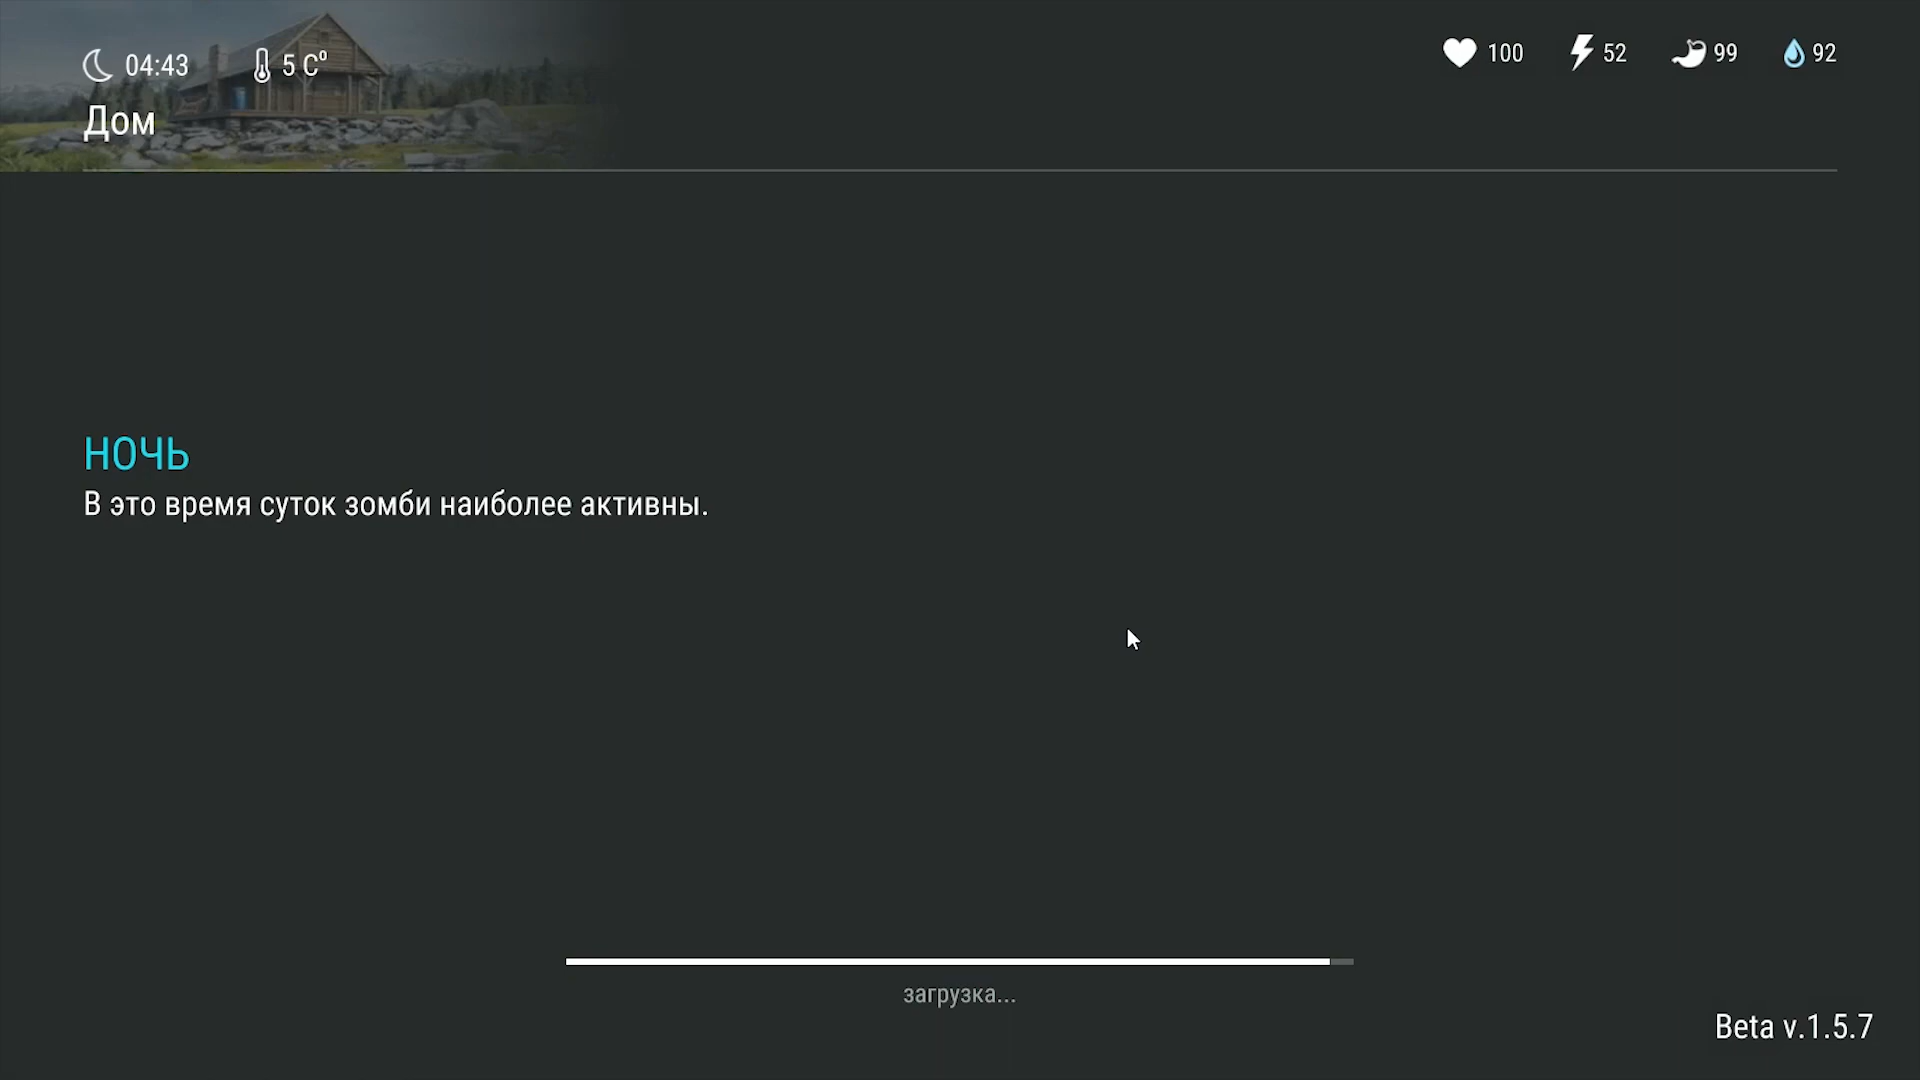 04:43 5 Cº
100 52 99 92
Дом
НОЧЬ
В это время суток зомби наиболее активны.
загрузка...
Beta v.1.5.7